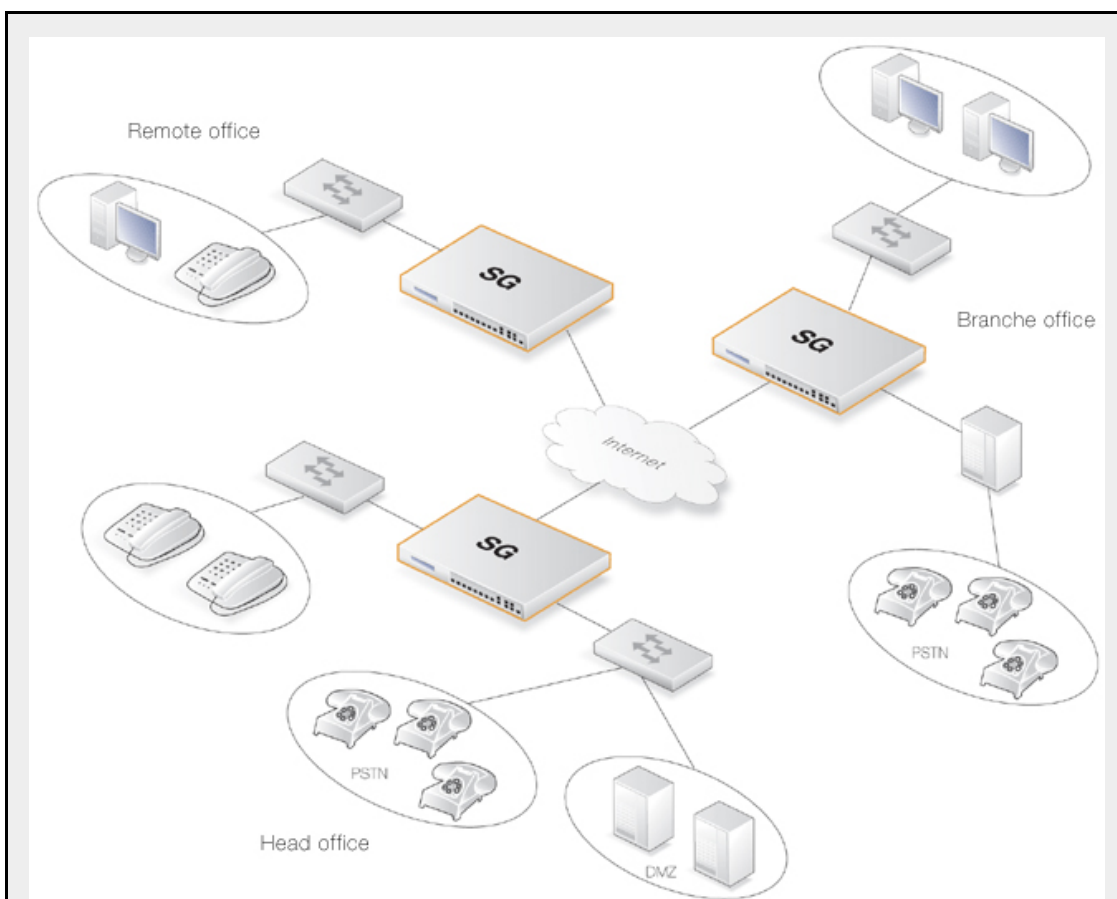 Remote office
SG
SG
Branche office
Internet
SG
PSTN
PSTN
Head office
DMZ